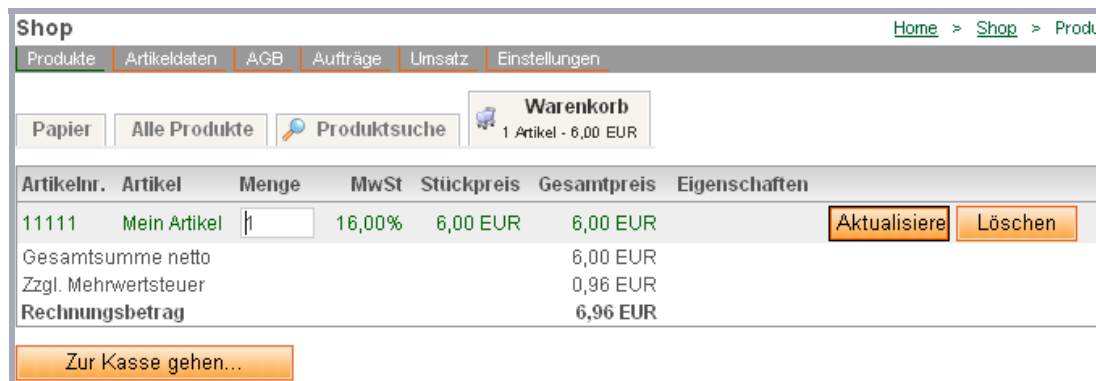 Shop
Home > Shop > Produ
Produkte Artikeldaten AGB Aufträge Umsatz Einstellungen
Papier Alle Produkte Produktsuche Warenkorb
1 Artikel - 6,00 EUR
Artikelnr. Artikel Menge MwSt Stückpreis Gesamtpreis Eigenschaften
11111 Mein Artikel 1 16,00% 6,00 EUR 6,00 EUR Aktualisiere Löschen
Gesamtsumme netto 6,00 EUR
Zzgl. Mehrwertsteuer 0,96 EUR
Rechnungsbetrag 6,96 EUR
Zur Kasse gehen...